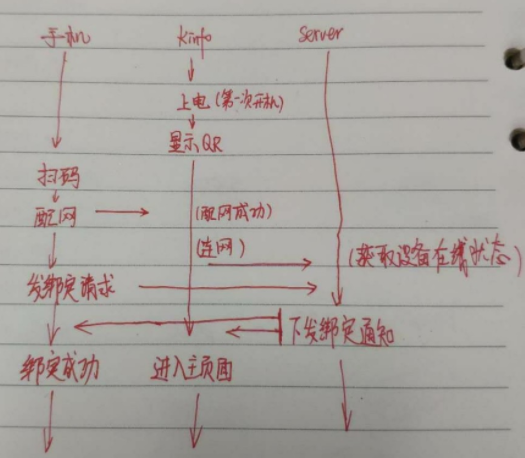 手机 kinfo Server
上电(第一次开机)
显示QR
扫码
配网 (配网成功)
(连网) (获取设备在线状态)
发绑定请求
下发绑定通知
绑定成功 进入主页面